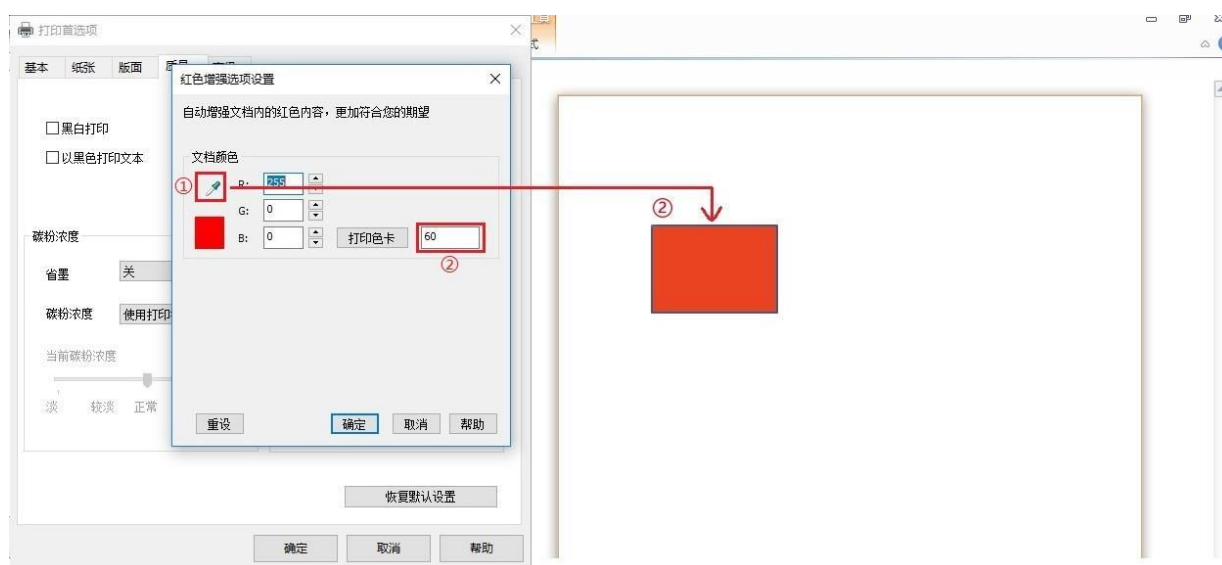 打印首选项
基本 纸张 版面
红色增强选项设置
自动增强文档内的红色内容，更加符合您的期望
黑白打印
以黑色打印文本
文档颜色
①
R: 255
G: 0
B: 0
打印色卡
60
②
②
碳粉浓度
省墨 关
碳粉浓度 使用打印
当前碳粉浓度
淡 较淡 正常
重设 确定 取消 帮助
恢复默认设置
确定 取消 帮助